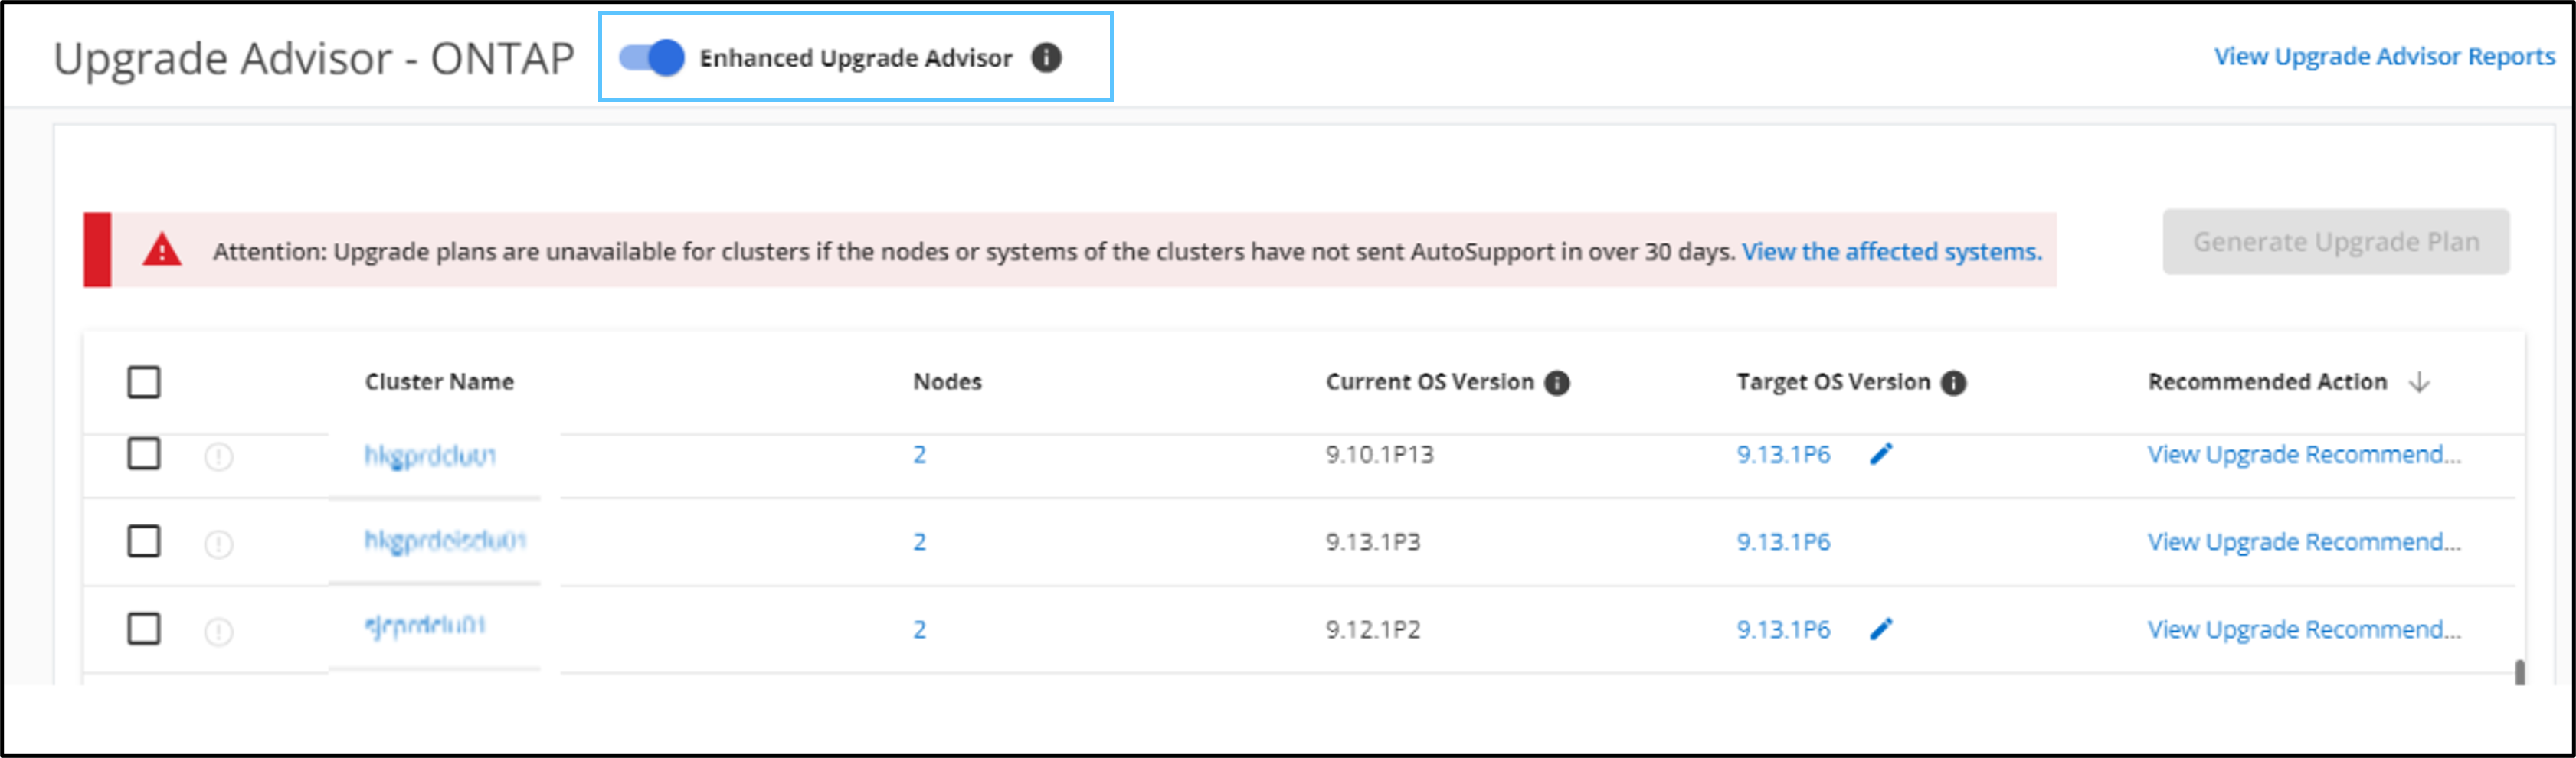 Upgrade Advisor - ONTAP Enhanced Upgrade Advisor View Upgrade Advisor Reports
Attention: Upgrade plans are unavailable for clusters if the nodes or systems of the clusters have not sent AutoSupport in over 30 days. View the affected systems. Generate Upgrade Plan
Cluster Name Nodes Current OS Version Target OS Version Recommended Action
2 9.10.1P13 9.13.1P6 View Upgrade Recommend...
2 9.13.1P3 9.13.1P6 View Upgrade Recommend...
2 9.12.1P2 9.13.1P6 View Upgrade Recommend...